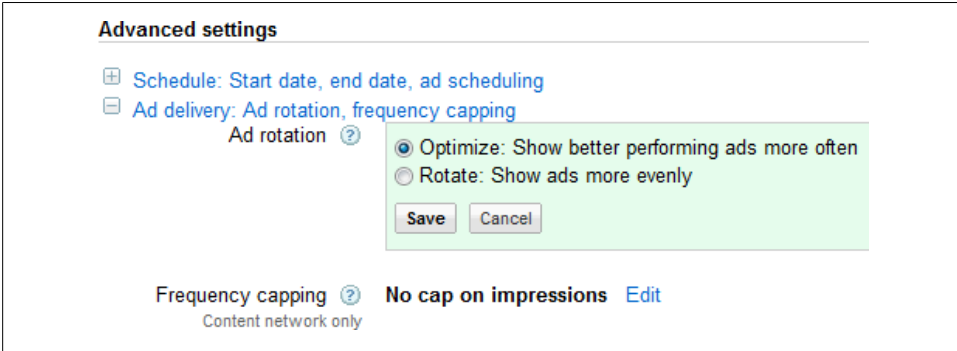 Advanced settings
Schedule: Start date, end date, ad scheduling
Ad delivery: Ad rotation, frequency capping
Ad rotation ?
Optimize: Show better performing ads more often
Rotate: Show ads more evenly
Save Cancel
Frequency capping ? No cap on impressions Edit
Content network only